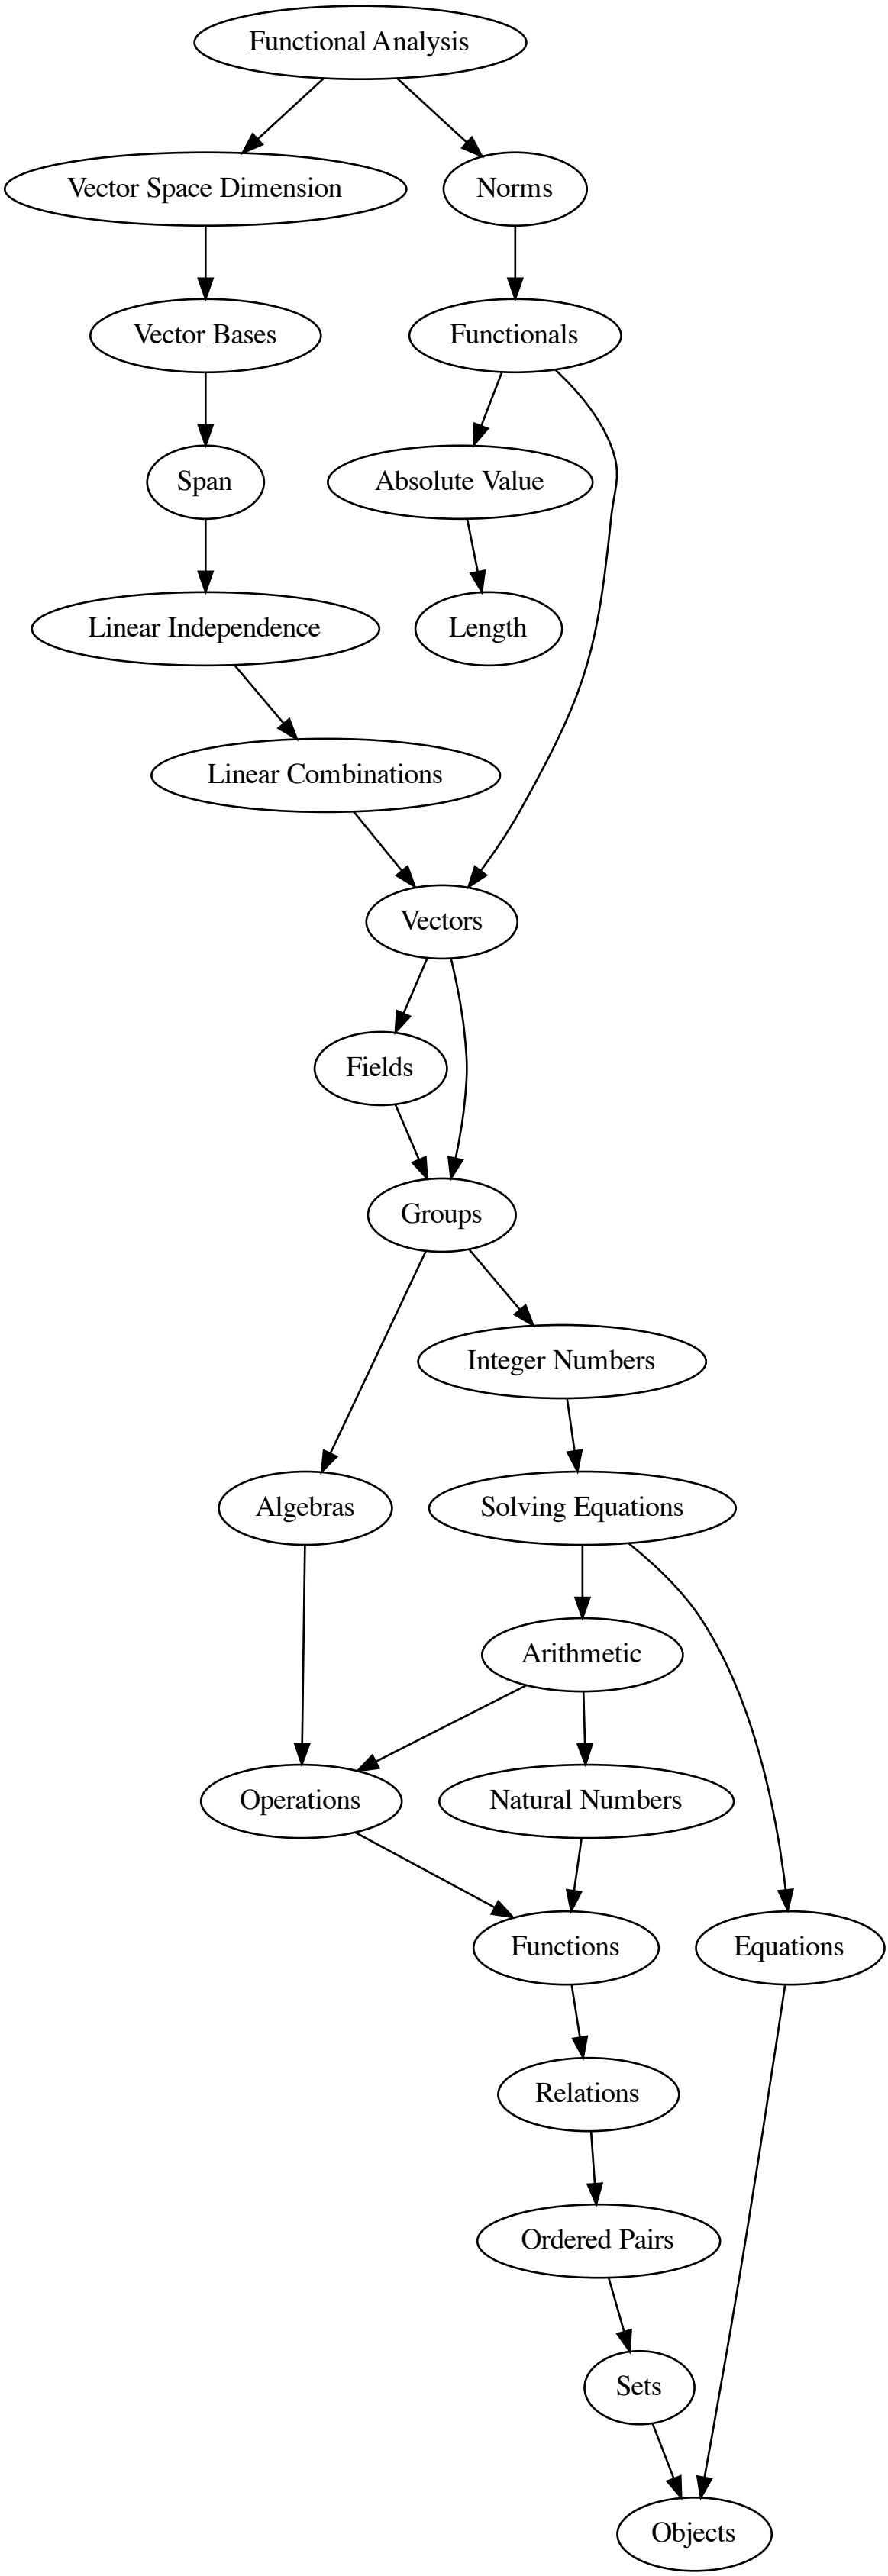 Functional Analysis
Vector Space Dimension
Norms
Vector Bases
Functionals
Span
Absolute Value
Linear Independence
Length
Linear Combinations
Vectors
Fields
Groups
Integer Numbers
Algebras
Solving Equations
Arithmetic
Operations
Natural Numbers
Functions
Equations
Relations
Ordered Pairs
Sets
Objects